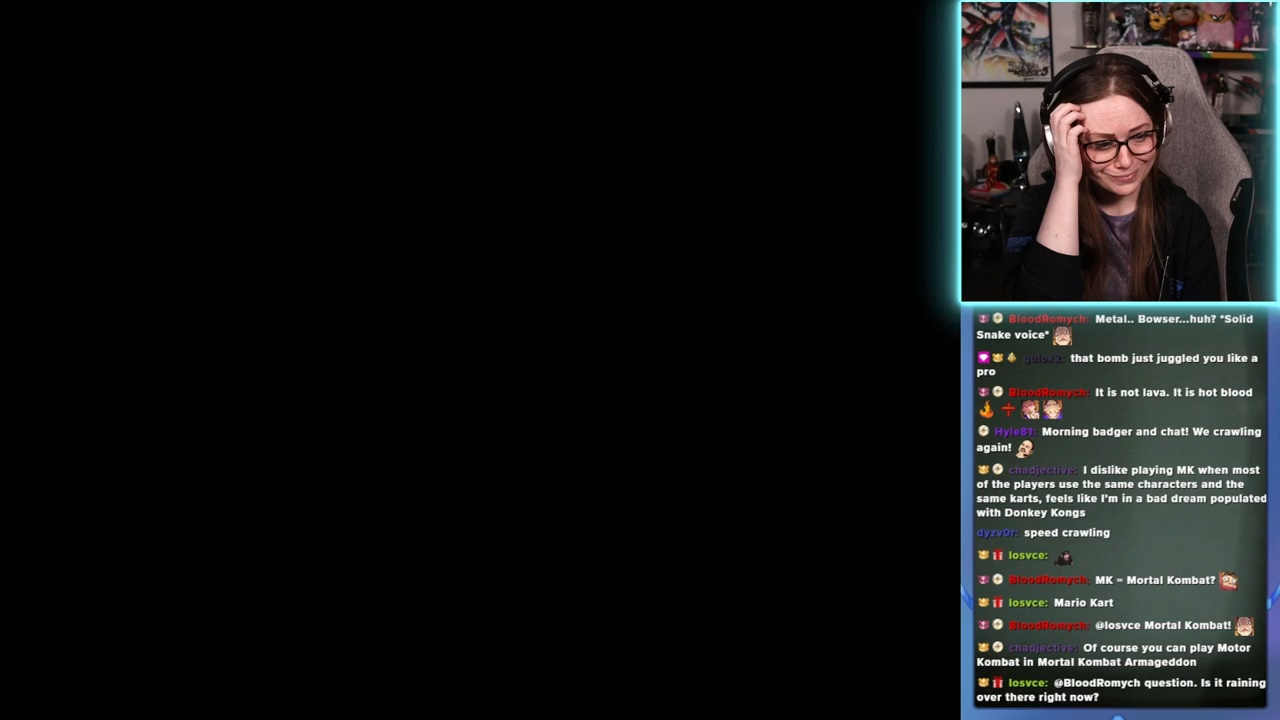 BloodRomych: Metal.. Bowser...huh? *Solid
Snake voice*
gulok2: that bomb just juggled you like a
pro
BloodRomych: It is not lava. It is hot blood
Hyle81: Morning badger and chat! We crawling
again!
chadjective: I dislike playing MK when most
of the players use the same characters and the
same karts, feels like I'm in a bad dream populated
with Donkey Kongs
dyzv0r: speed crawling
losvce:
BloodRomych: MK = Mortal Kombat?
losvce: Mario Kart
BloodRomych: @losvce Mortal Kombat!
chadjective: Of course you can play Motor
Kombat in Mortal Kombat Armageddon
losvce: @BloodRomych question. Is it raining
over there right now?